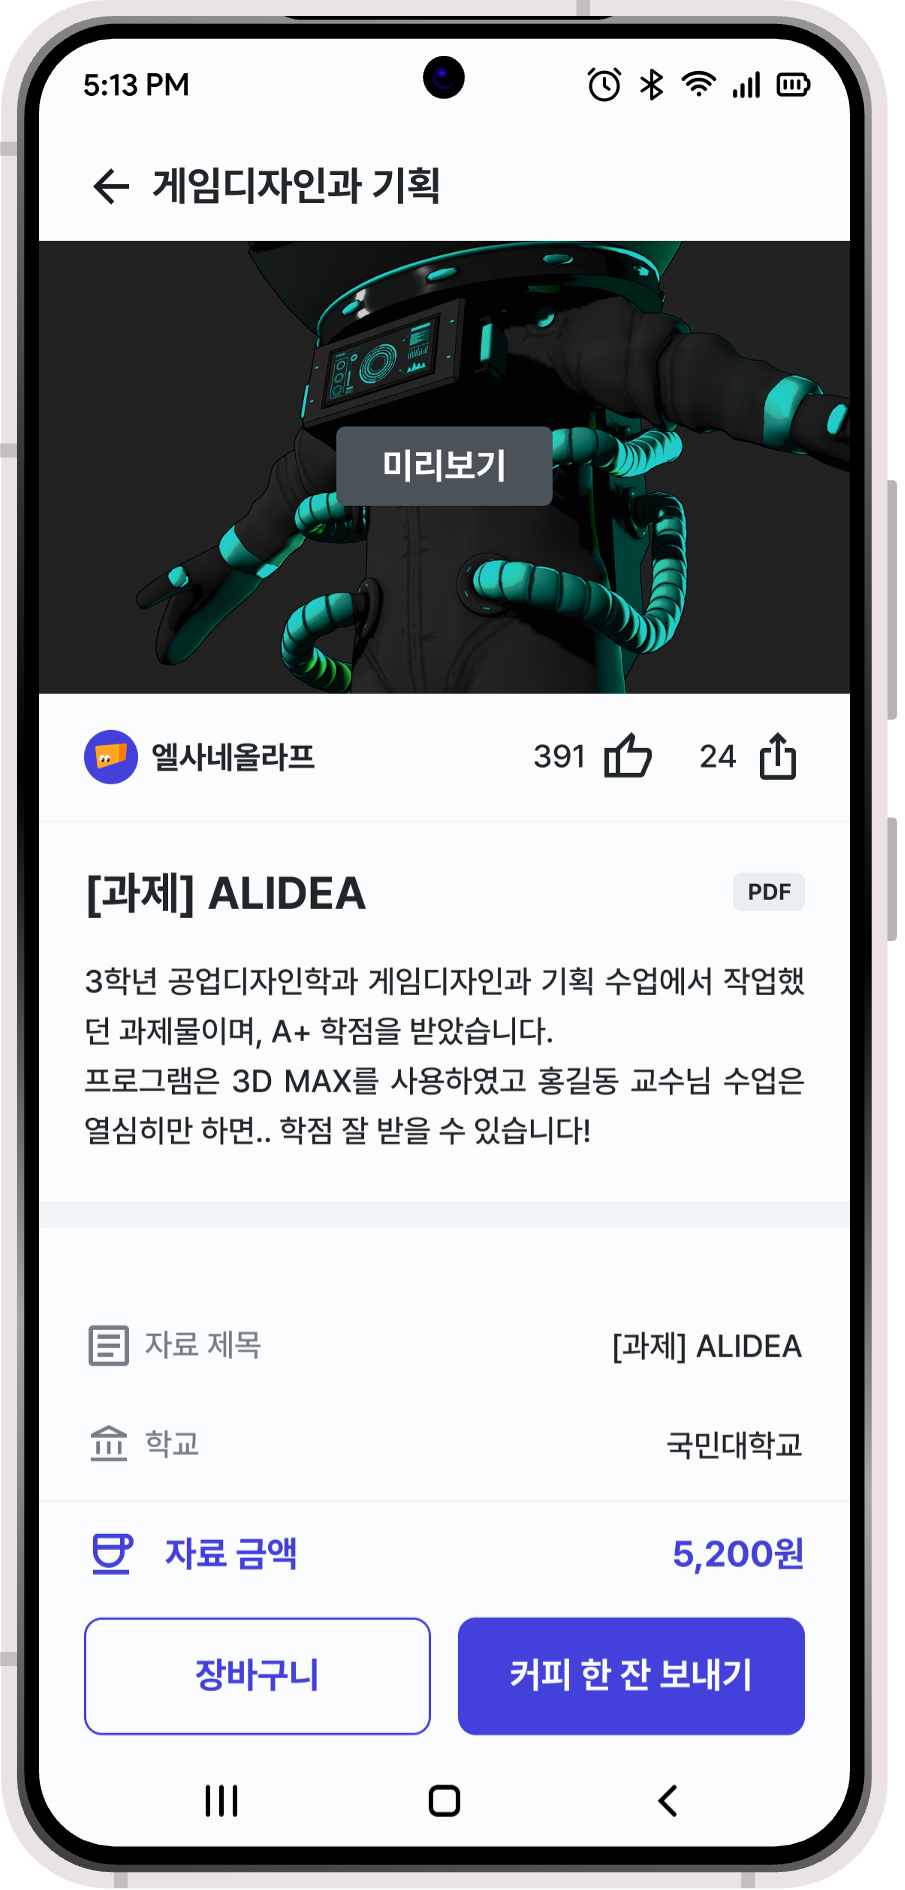 5:13 PM
게임디자인과 기획
미리보기
엘사네올라프
391
24
[과제] ALIDEA
PDF
3학년 공업디자인학과 게임디자인과 기획 수업에서 작업했
던 과제물이며, A+ 학점을 받았습니다.
프로그램은 3D MAX를 사용하였고 홍길동 교수님 수업은
열심히만 하면.. 학점 잘 받을 수 있습니다!
자료 제목
[과제] ALIDEA
학교
국민대학교
자료 금액
5,200원
장바구니
커피 한 잔 보내기